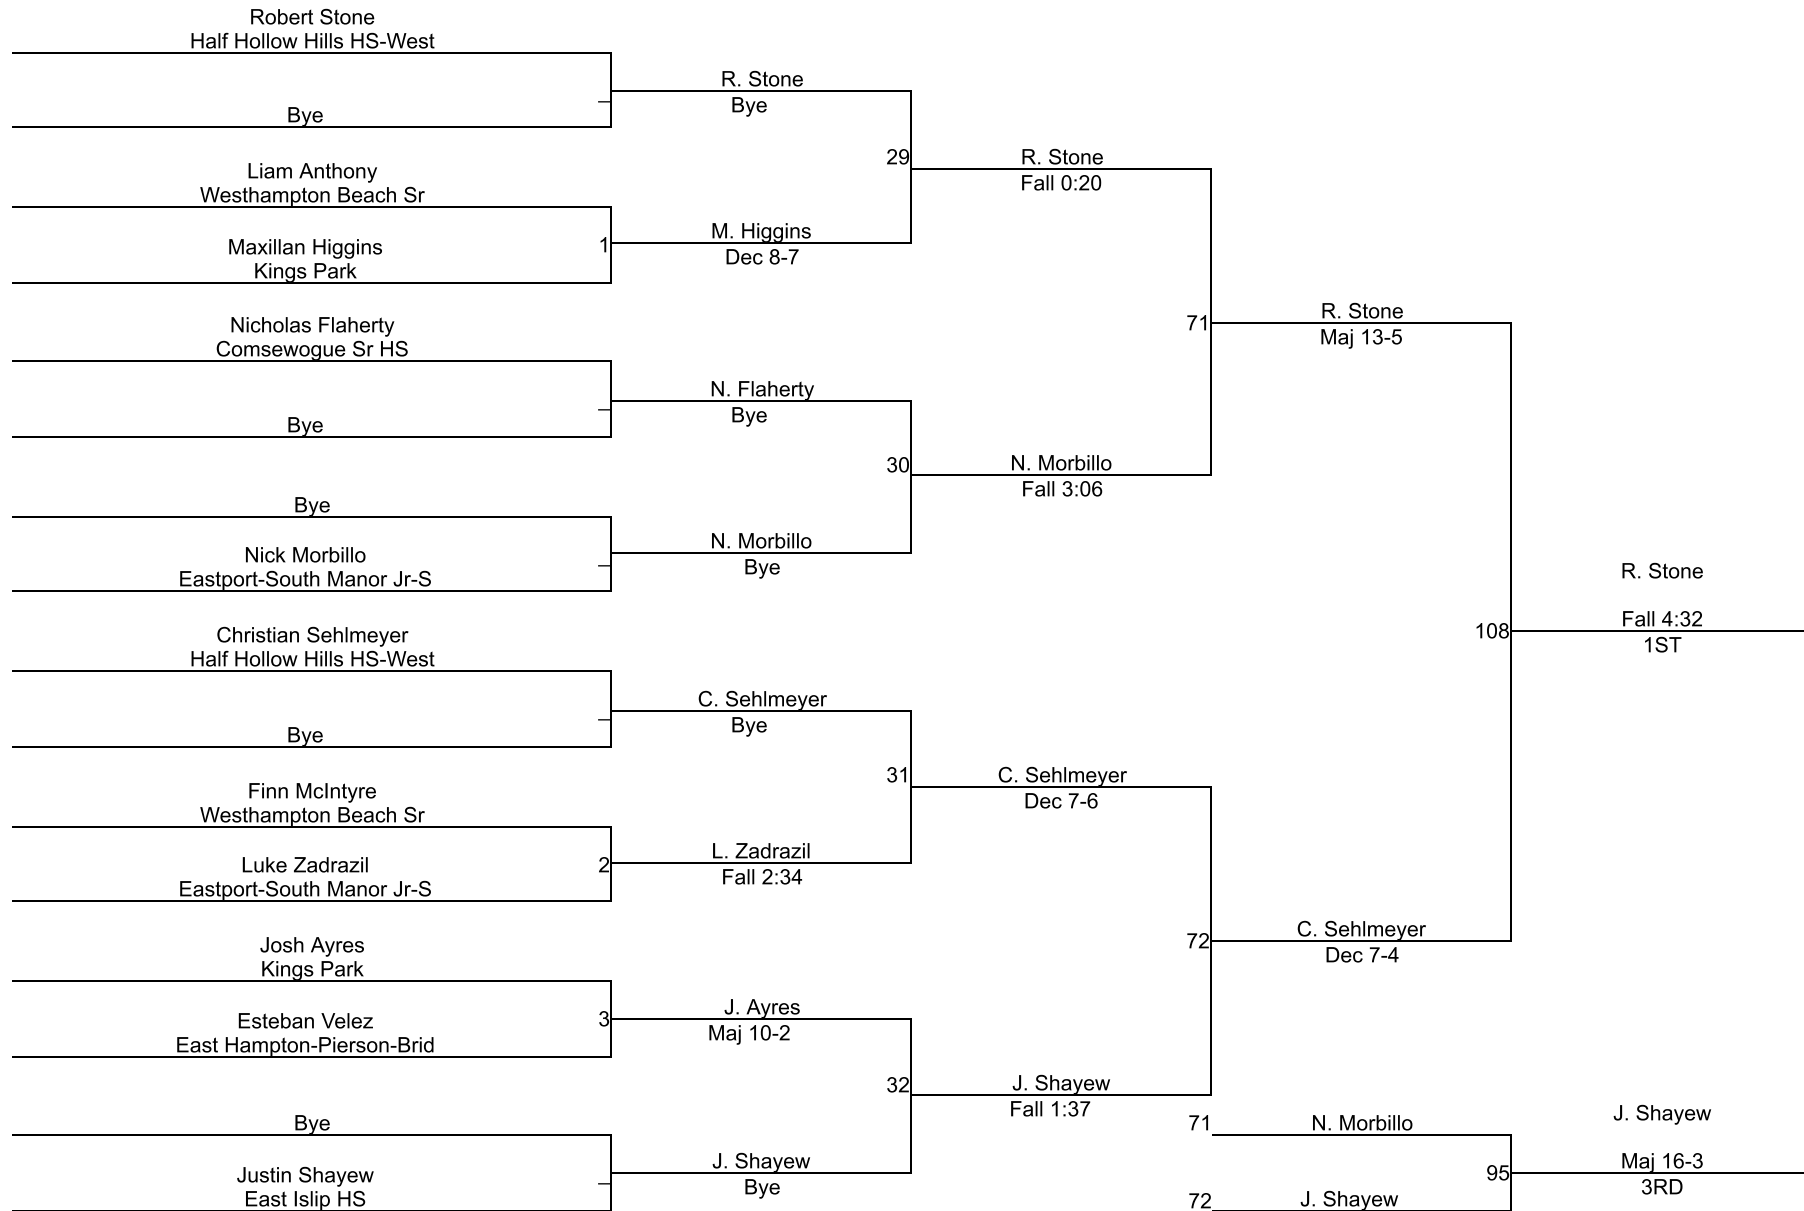 Robert Stone
Half Hollow Hills HS-West
Bye
Liam Anthony
Westhampton Beach Sr
Maxillan Higgins
Kings Park
1
Nicholas Flaherty
Comsewogue Sr HS
Bye
Bye
Nick Morbillo
Eastport-South Manor Jr-S
Christian Sehlmeyer
Half Hollow Hills HS-West
Bye
Finn McIntyre
Westhampton Beach Sr
Luke Zadrazil
Eastport-South Manor Jr-S
2
Josh Ayres
Kings Park
Esteban Velez
East Hampton-Pierson-Brid
3
Bye
Justin Shayew
East Islip HS
R. Stone
Bye
29
M. Higgins
Dec 8-7
N. Flaherty
Bye
30
N. Morbillo
Bye
C. Sehlmeyer
Bye
31
L. Zadrazil
Fall 2:34
J. Ayres
Maj 10-2
32
J. Shayew
Bye
R. Stone
Fall 0:20
71
N. Morbillo
Fall 3:06
C. Sehlmeyer
Dec 7-6
72
J. Shayew
Fall 1:37
R. Stone
Maj 13-5
108
C. Sehlmeyer
Dec 7-4
R. Stone
Fall 4:32
1ST
71
N. Morbillo
95
72
J. Shayew
J. Shayew
Maj 16-3
3RD